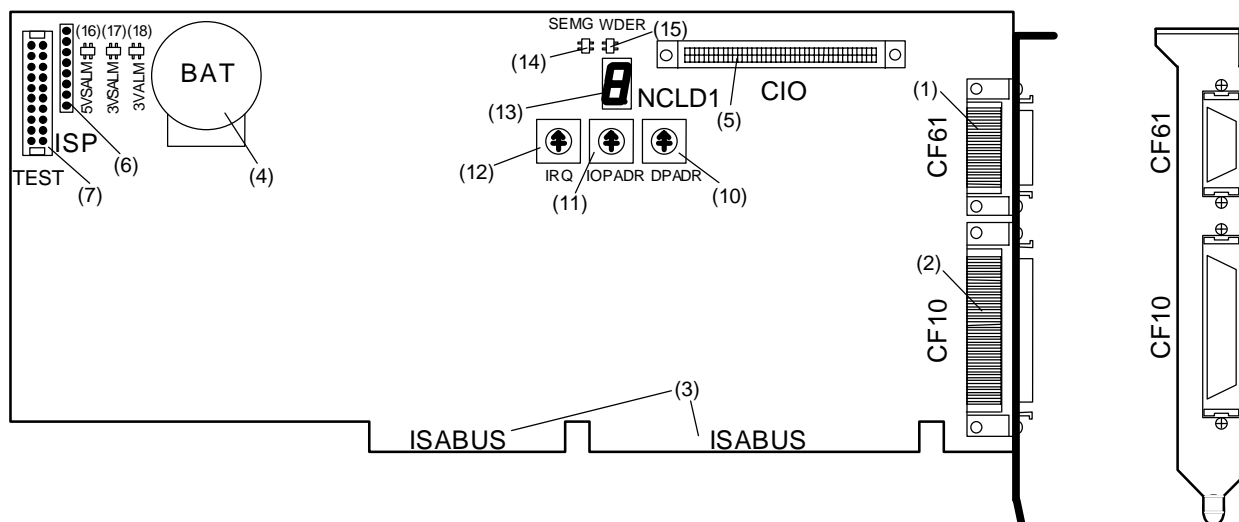 SEMG WDER
(16) (17) (18)
(15)
(14)
5VSALM
3VSALM
3VALM
BAT
8
NCLD1
CIO
(13)
(5)
(1)
CF61
CF61
ISP
(6)
(4)
(12)
IRQ
IOPADR
DPADR
(11)
(10)
TEST
(7)
(2)
CF10
CF10
(3)
ISABUS
ISABUS